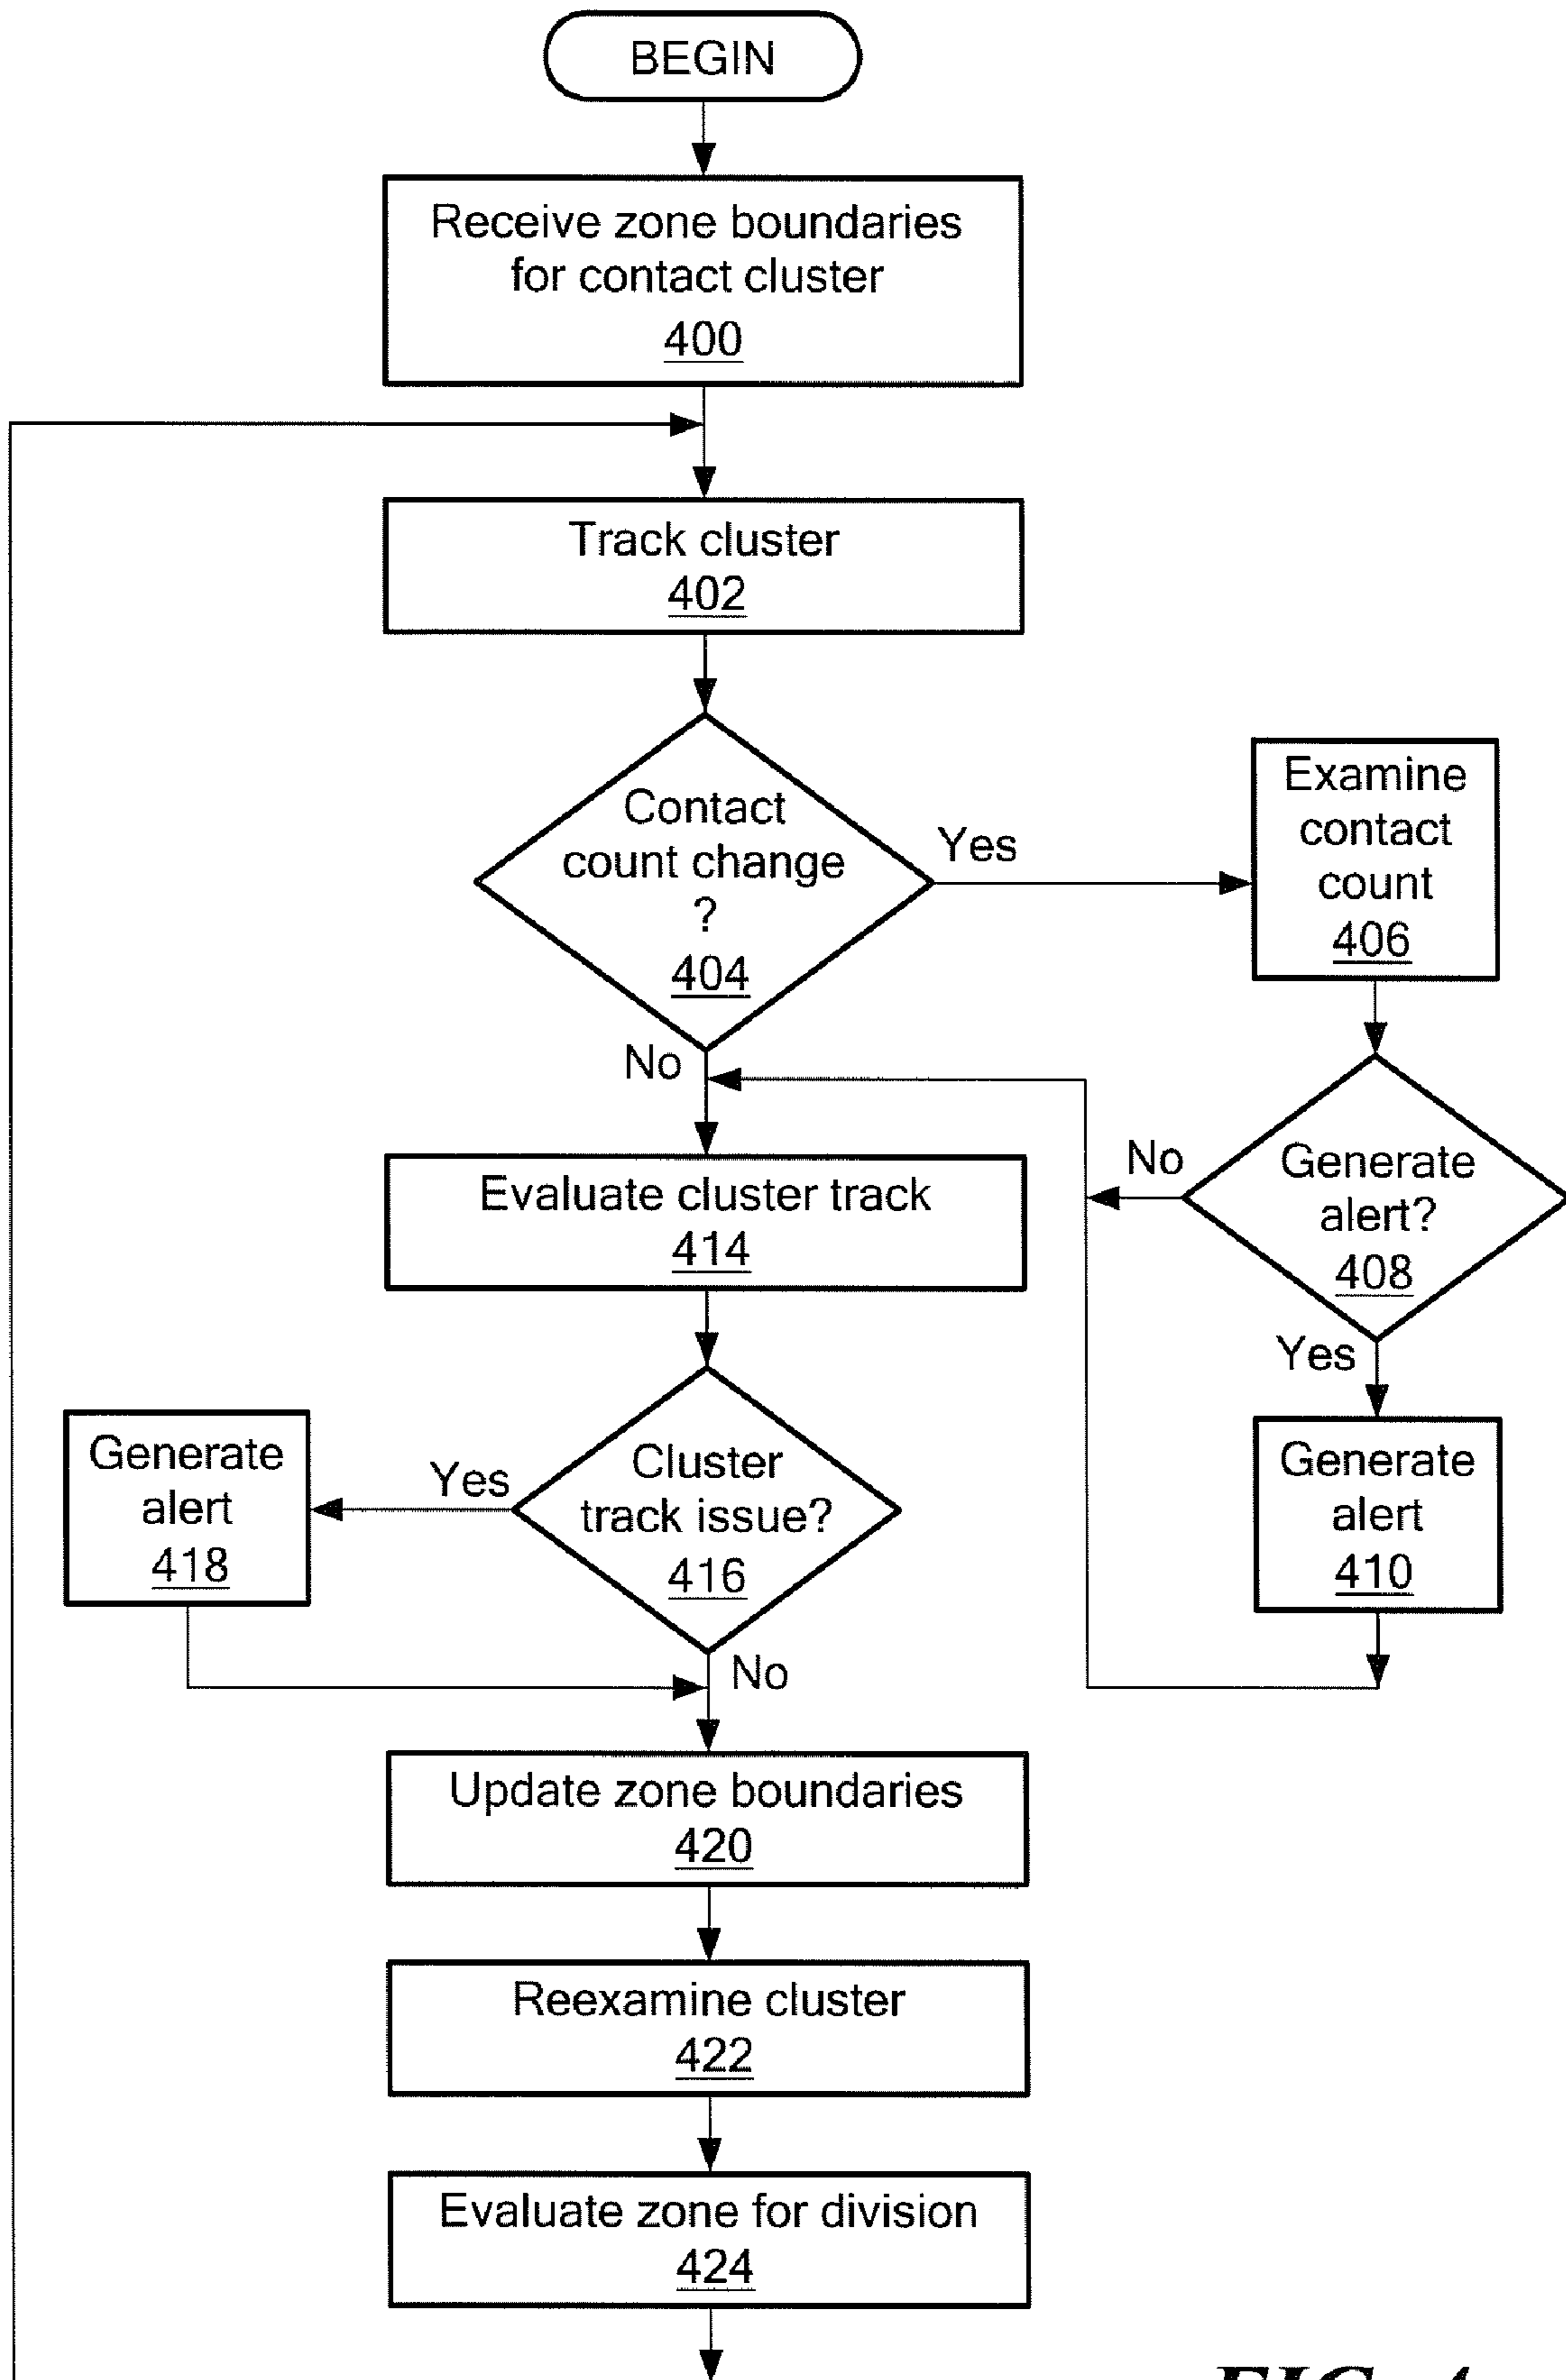 BEGIN
Receive zone boundaries
for contact cluster
400
Track cluster
402
Contact
count change
?
404
Yes
No
Examine
contact
count
406
Generate
alert?
408
No
Yes
Generate
alert
410
Evaluate cluster track
414
Cluster
track issue?
416
Yes
No
Generate
alert
418
Update zone boundaries
420
Reexamine cluster
422
Evaluate zone for division
424